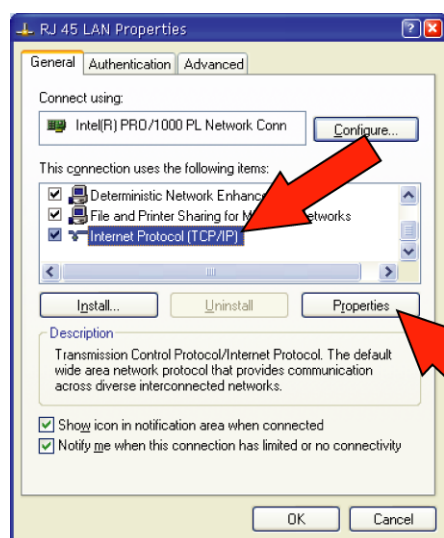 RJ 45 LAN Properties
General Authentication Advanced
Connect using:
Intel(R) PRO/1000 PL Network Conn
Configure...
This connection uses the following items:
Deterministic Network Enhanc
File and Printer Sharing for M etworks
Internet Protocol (TCP/IP)
Install... Uninstall Properties
Description
Transmission Control Protocol/Internet Protocol. The default
wide area network protocol that provides communication
across diverse interconnected networks.
Show icon in notification area when connected
Notify me when this connection has limited or no connectivity
OK Cancel